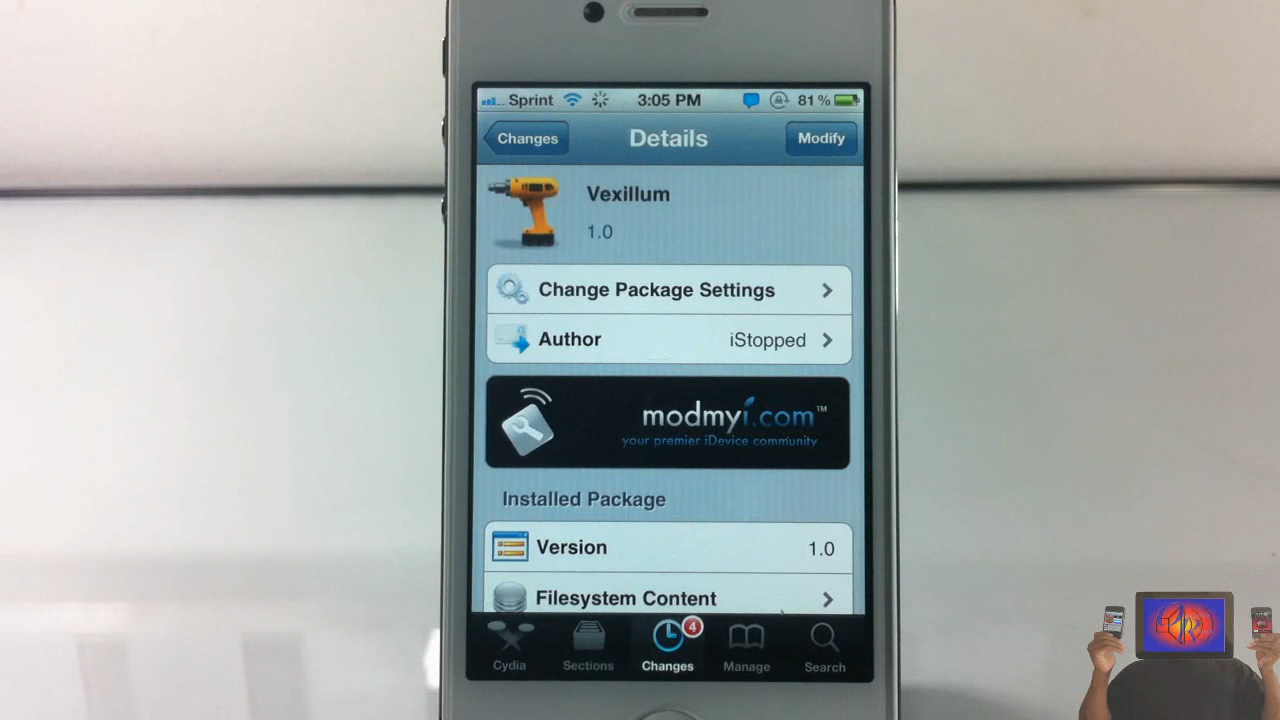 Sprint 3:05 PM 81%
Changes Details Modify
Vexillum
1.0
Change Package Settings
Author iStopped
modmyi.com™
your premier iDevice community
Installed Package
Version 1.0
Filesystem Content
4
Cydia Sections Changes Manage Search